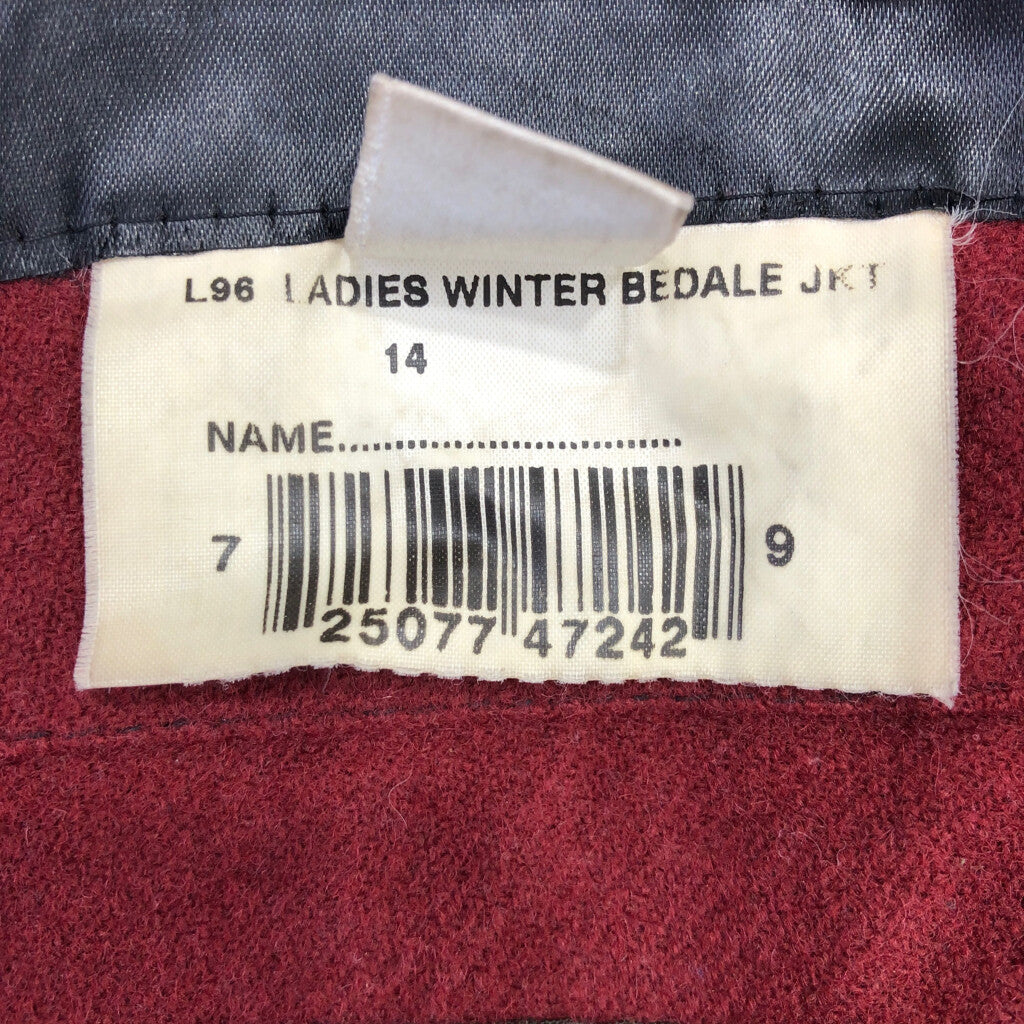 L96 LADIES WINTER BEDALE JKT
14
NAME....................................
7 25077 47242 9